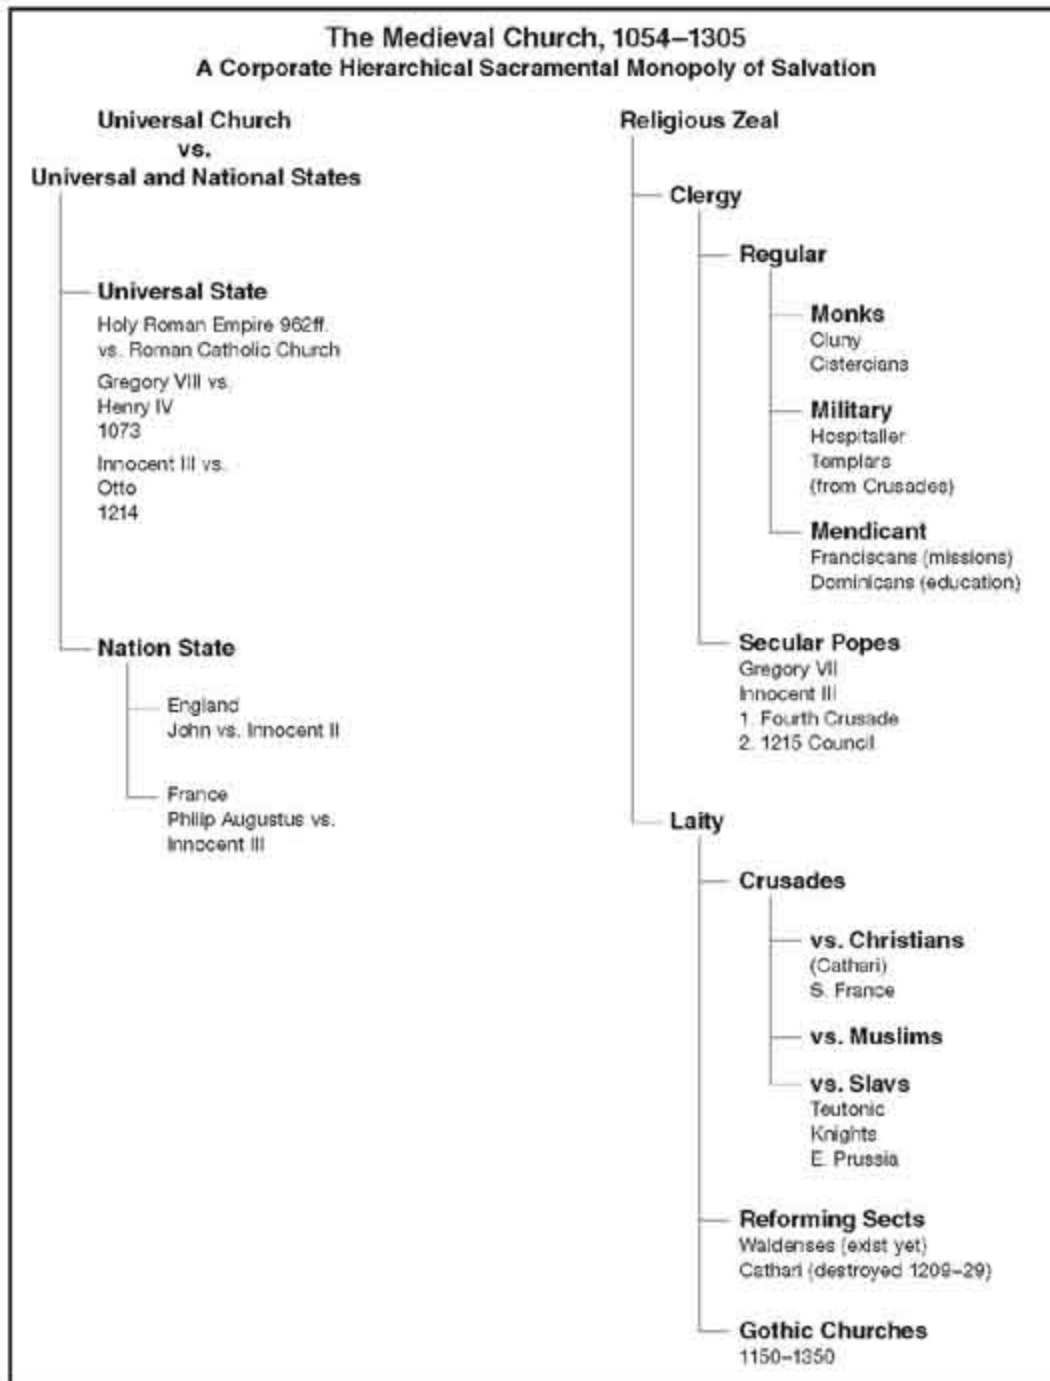 The Medieval Church, 1054–1305
A Corporate Hierarchical Sacramental Monopoly of Salvation
Universal Church
vs.
Universal and National States
Universal State
Holy Roman Empire 962ff.
vs. Roman Catholic Church
Gregory VIII vs.
Henry IV
1073
Innocent III vs.
Otto
1214
Nation State
England
John vs. Innocent II
France
Philip Augustus vs.
Innocent III
Religious Zeal
Clergy
Regular
Monks
Cluny
Cistercians
Military
Hospitaller
Templars
(from Crusades)
Mendicant
Franciscans (missions)
Dominicans (education)
Secular Popes
Gregory VII
Innocent III
1. Fourth Crusade
2. 1215 Council
Laity
Crusades
vs. Christians
(Cathari)
S. France
vs. Muslims
vs. Slavs
Teutonic
Knights
E. Prussia
Reforming Sects
Waldenses (exist yet)
Cathari (destroyed 1209–29)
Gothic Churches
1150–1350